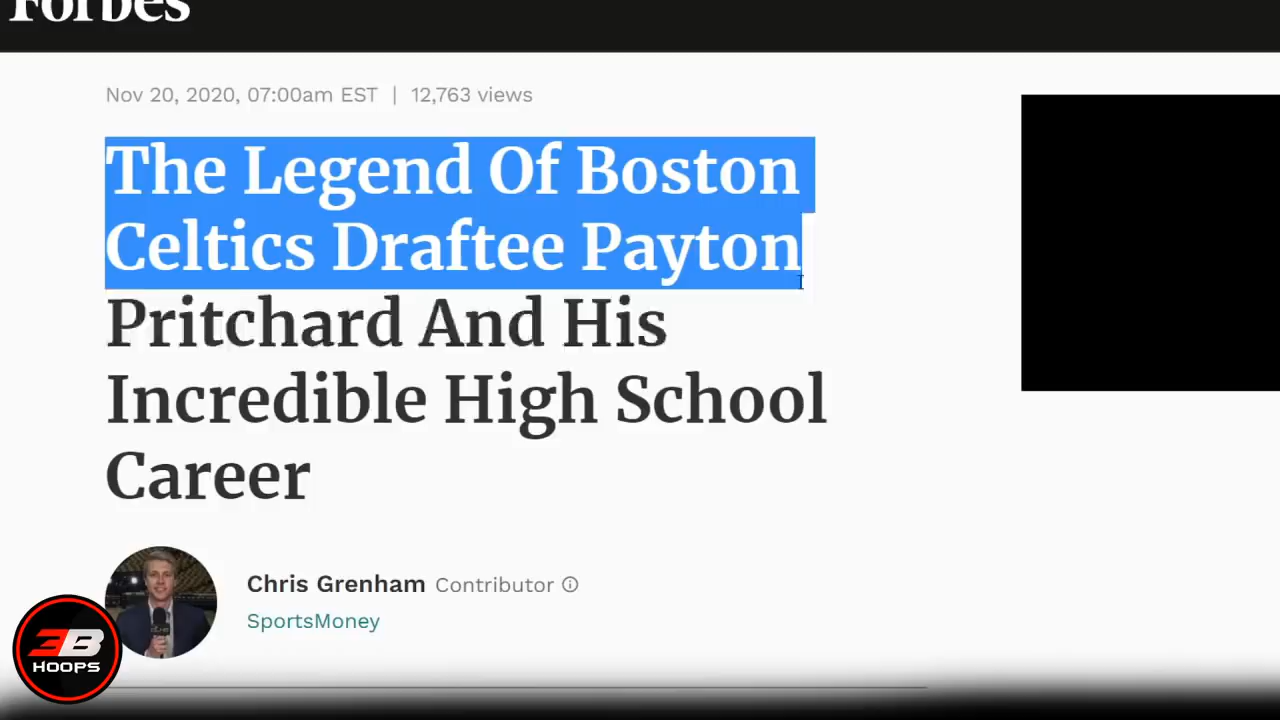 Forbes
Nov 20, 2020, 07:00am EST | 12,763 views
The Legend Of Boston
Celtics Draftee Payton
Pritchard And His
Incredible High School
Career
Chris Grenham Contributor
SportsMoney
3B
HOOPS